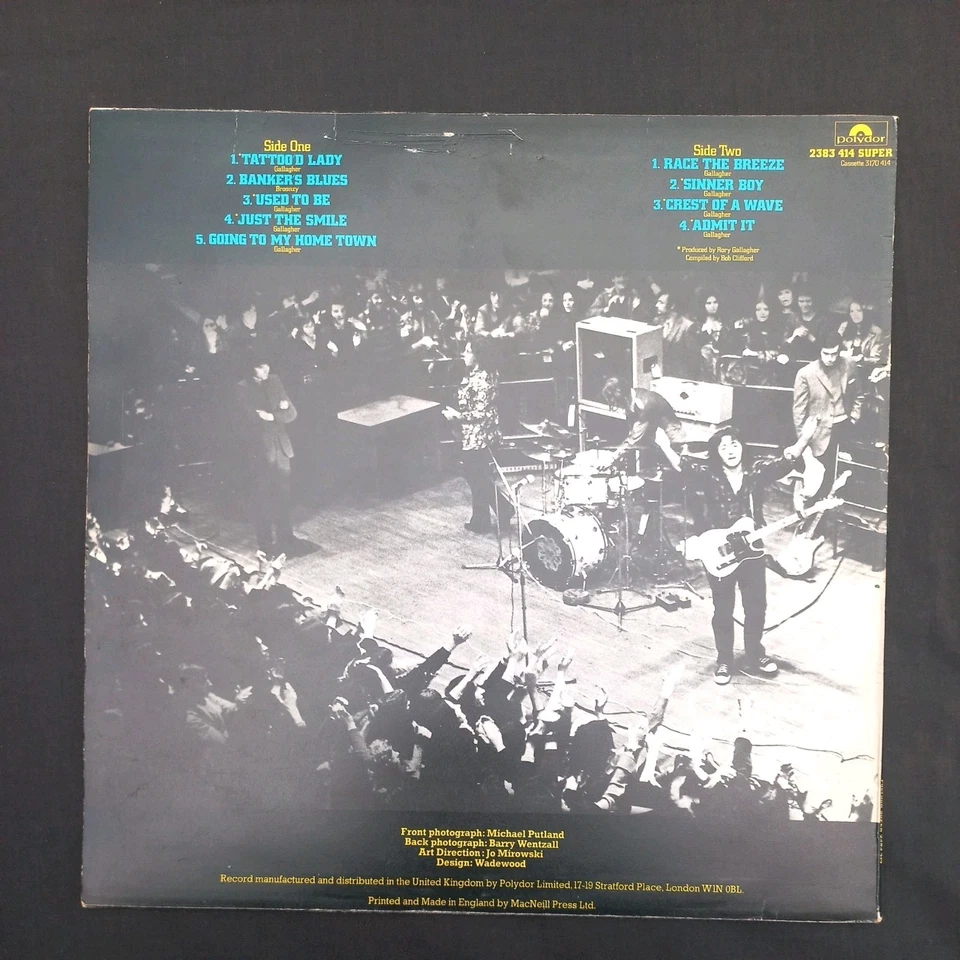 Side One
1.*TATTOO'D LADY
Gallagher
2. BANKER'S BLUES
Broonzy
3.*USED TO BE
Gallagher
4.*JUST THE SMILE
Gallagher
5. GOING TO MY HOME TOWN
Gallagher
Side Two
1. RACE THE BREEZE
Gallagher
2.*SINNER BOY
Gallagher
3.*CREST OF A WAVE
Gallagher
4.*ADMIT IT
Gallagher
* Produced by Rory Gallagher
Compiled by Bob Clifford
polydor
2383 414 SUPER
Cassette 3170 414
Front photograph: Michael Putland
Back photograph: Barry Wentzall
Art Direction: Jo Mirowski
Design: Wadewood
Record manufactured and distributed in the United Kingdom by Polydor Limited, 17-19 Stratford Place, London W1N 0BL.
Printed and Made in England by MacNeill Press Ltd.